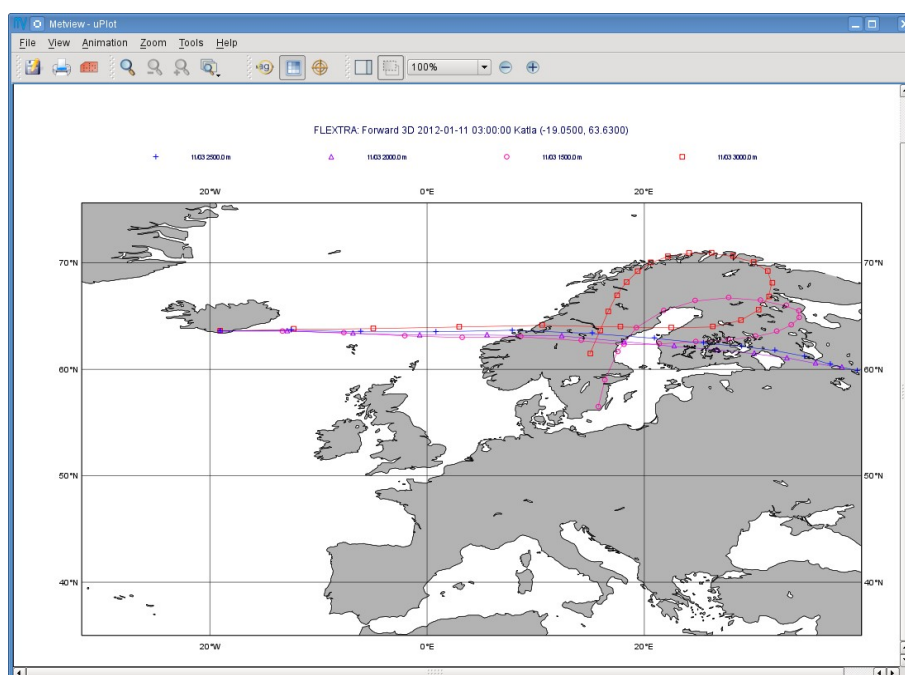 Metview - uPlot
File View Animation Zoom Tools Help
100%
FLEXTRA: Forward 3D 2012-01-11 03:00:00 Katla (-19.0500, 63.6300)
11/03 2500.0 m 11/03 2000.0 m 11/03 1500.0 m 11/03 3000.0 m
20°W 0°E 20°E
70°N 70°N
60°N 60°N
50°N 50°N
40°N 40°N
20°W 0°E 20°E